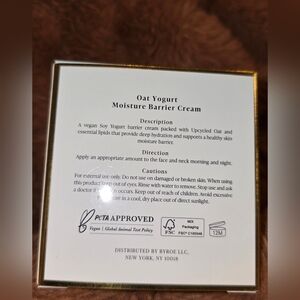 Oat Yogurt
Moisture Barrier Cream
Description
A vegan Soy Yogurt barrier cream packed with Upcycled Oat and
essential lipids that provide deep hydration and supports a healthy skin
moisture barrier.
Direction
Apply an appropriate amount to the face and neck morning and night.
Cautions
For external use only. Do not use on damaged or broken skin. When using
this product keep out of eyes. Rinse with water to remove. Stop use and ask
a doctor if occurs. Keep out of reach of children. Avoid excessive
in a cool, dry place out of direct sunlight.
PETA APPROVED
Vegan | Global Animal Test Policy
FSC
MIX
Packaging
12M
DISTRIBUTED BY BYROE LLC,
NEW YORK, NY 10018